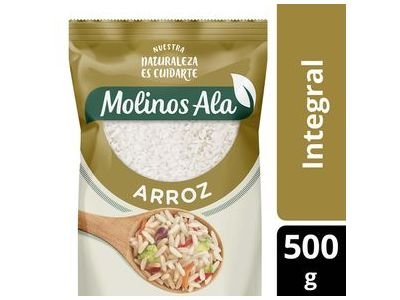 NUESTRA
NATURALEZA
ES CUIDARTE
Molinos Ala
ARROZ
Integral
500
g